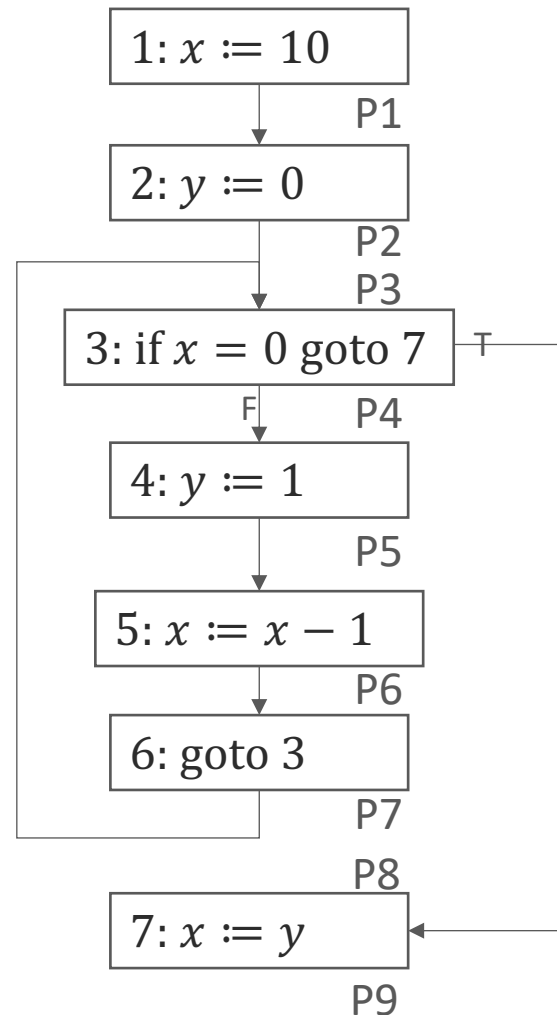 1: x := 10
P1
2: y := 0
P2
P3
3: if x = 0 goto 7
T
F
P4
4: y := 1
P5
5: x := x − 1
P6
6: goto 3
P7
P8
7: x := y
P9